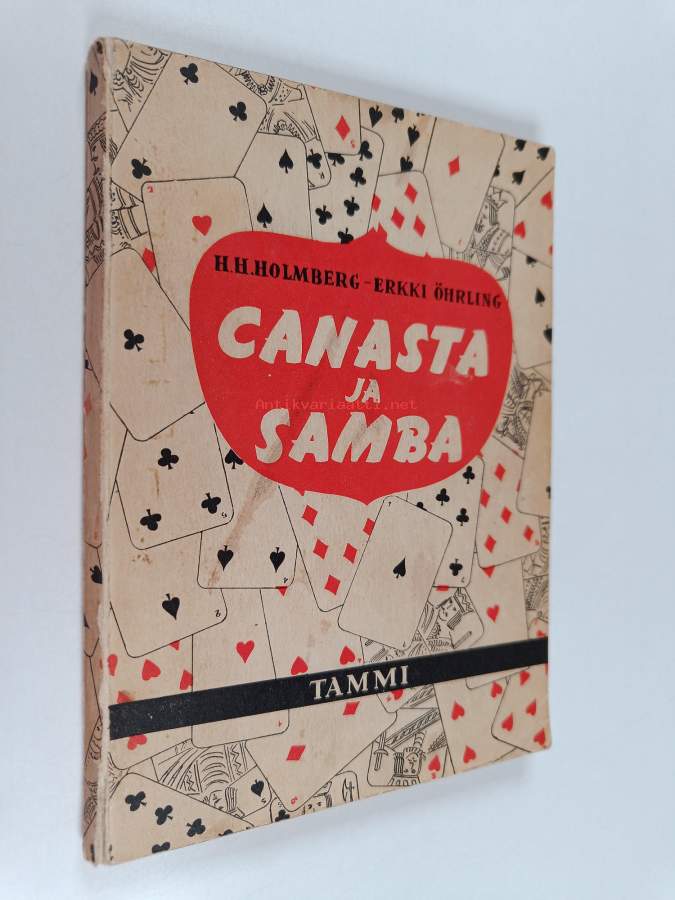 H.H.HOLMBERG - ERKKI ÖHRLING
CANASTA
JA
Antikvariaatti.net
SAMBA
TAMMI